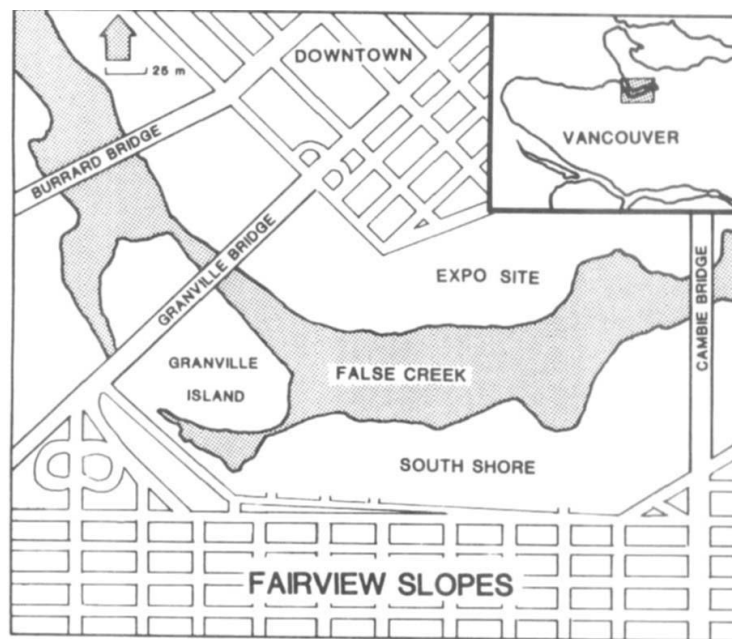 DOWNTOWN
25 m
BURRARD BRIDGE
VANCOUVER
GRANVILLE BRIDGE
EXPO SITE
CAMBIE BRIDGE
GRANVILLE
ISLAND
FALSE CREEK
SOUTH SHORE
FAIRVIEW SLOPES